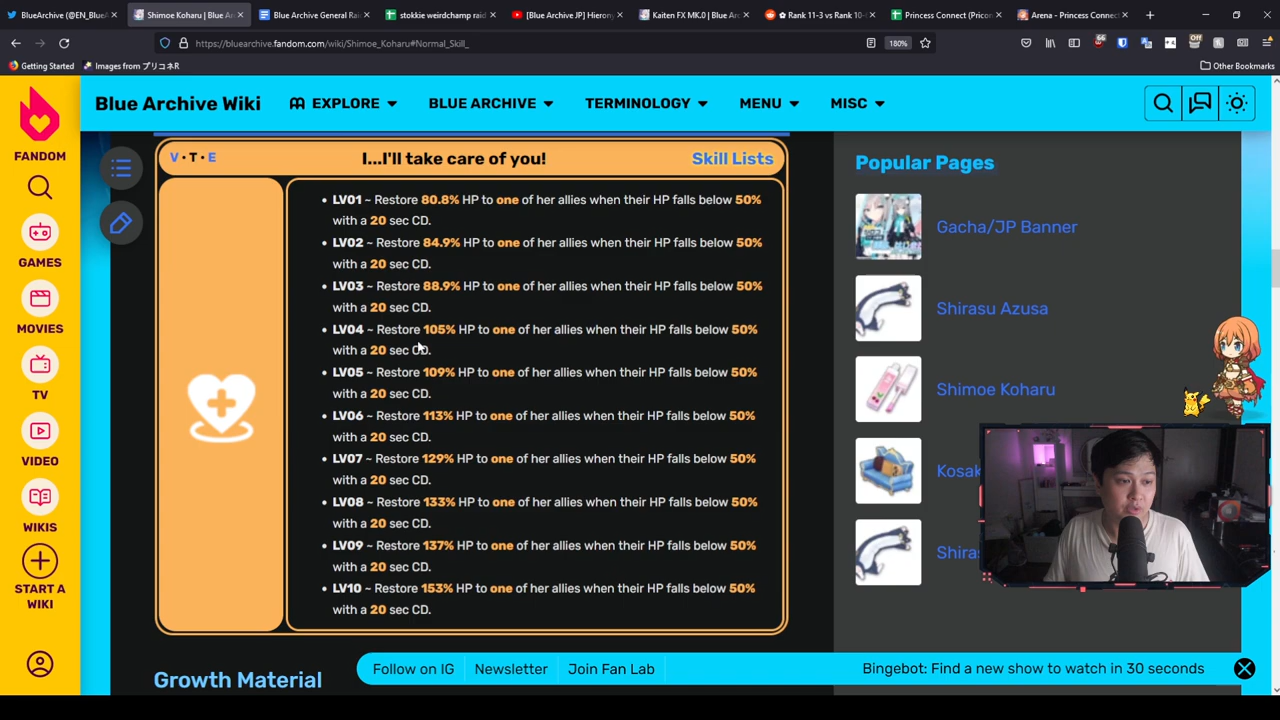 BlueArchive (@EN_BlueA
Shimoe Koharu | Blue Ar
BlueArchive General Rai
stokkie weirdchamp raid
[Blue Archive JP] Hierony
Kaiten FX MK.0 | Blue Ar
✿ Rank 11-3 vs Rank 10-
Princess Connect (Pricon
Arena - Princess Connect
https://bluearchive.fandom.com/wiki/Shimoe_Koharu#Normal_Skill_
180%
66
Off
Getting Started
Images from プリコネR
Other Bookmarks
FANDOM
GAMES
MOVIES
TV
VIDEO
WIKIS
START A
WIKI
Blue Archive Wiki
EXPLORE
BLUE ARCHIVE
TERMINOLOGY
MENU
MISC
V · T · E
I...I'll take care of you!
Skill Lists
• LV01 ~ Restore 80.8% HP to one of her allies when their HP falls below 50%
with a 20 sec CD.
• LV02 ~ Restore 84.9% HP to one of her allies when their HP falls below 50%
with a 20 sec CD.
• LV03 ~ Restore 88.9% HP to one of her allies when their HP falls below 50%
with a 20 sec CD.
• LV04 ~ Restore 105% HP to one of her allies when their HP falls below 50%
with a 20 sec CD.
• LV05 ~ Restore 109% HP to one of her allies when their HP falls below 50%
with a 20 sec CD.
• LV06 ~ Restore 113% HP to one of her allies when their HP falls below 50%
with a 20 sec CD.
• LV07 ~ Restore 129% HP to one of her allies when their HP falls below 50%
with a 20 sec CD.
• LV08 ~ Restore 133% HP to one of her allies when their HP falls below 50%
with a 20 sec CD.
• LV09 ~ Restore 137% HP to one of her allies when their HP falls below 50%
with a 20 sec CD.
• LV10 ~ Restore 153% HP to one of her allies when their HP falls below 50%
with a 20 sec CD.
Growth Material
Popular Pages
Gacha/JP Banner
Shirasu Azusa
Shimoe Koharu
Kosak
Shiras
Follow on IG
Newsletter
Join Fan Lab
Bingebot: Find a new show to watch in 30 seconds